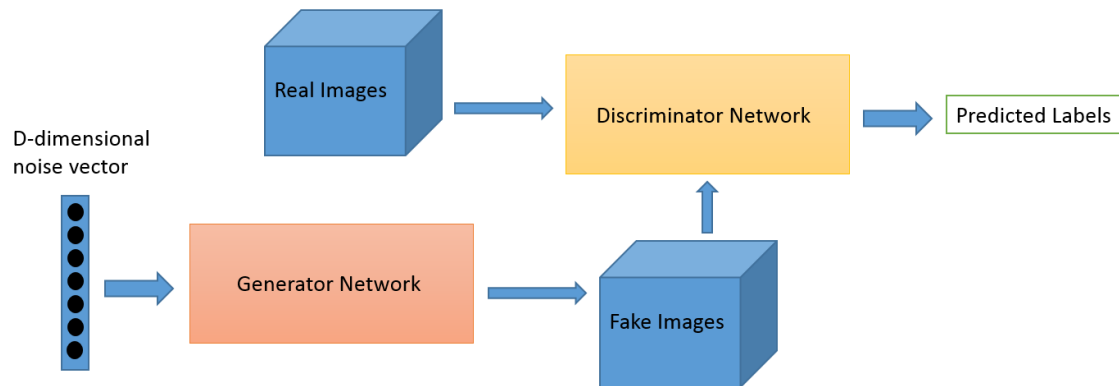 Real Images
Discriminator Network
Predicted Labels
D-dimensional
noise vector
Generator Network
Fake Images